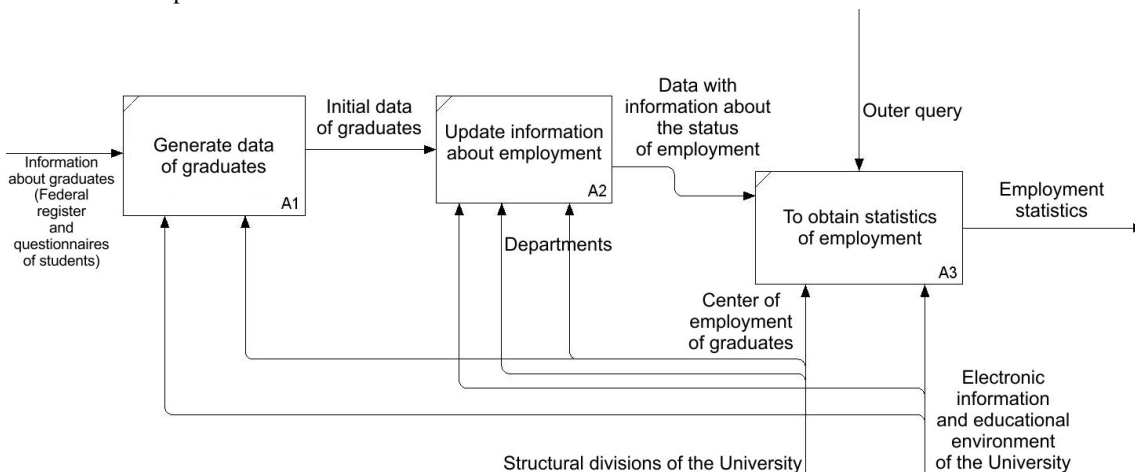 Information
about graduates
(Federal
register
and
questionnaires
of students)
Generate data
of graduates
A1
Initial data
of graduates
Update information
about employment
A2
Data with
information about
the status
of employment
Outer query
To obtain statistics
of employment
A3
Employment
statistics
Departments
Center of
employment
of graduates
Electronic
information
and educational
environment
of the University
Structural divisions of the University